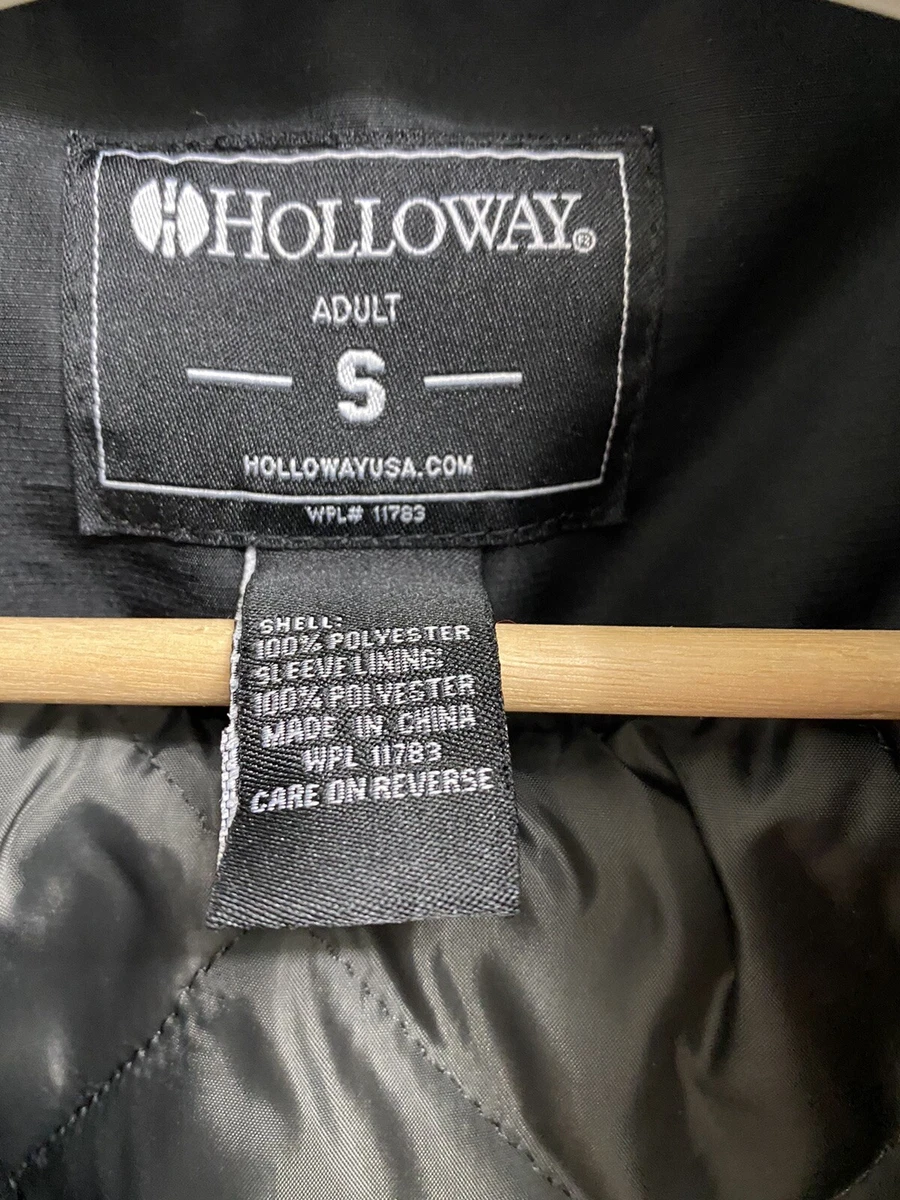 HOLLOWAY®
ADULT
S
HOLLOWAYUSA.COM
WPL# 11783
SHELL:
100% POLYESTER
SLEEVE LINING:
100% POLYESTER
MADE IN CHINA
WPL 11783
CARE ON REVERSE